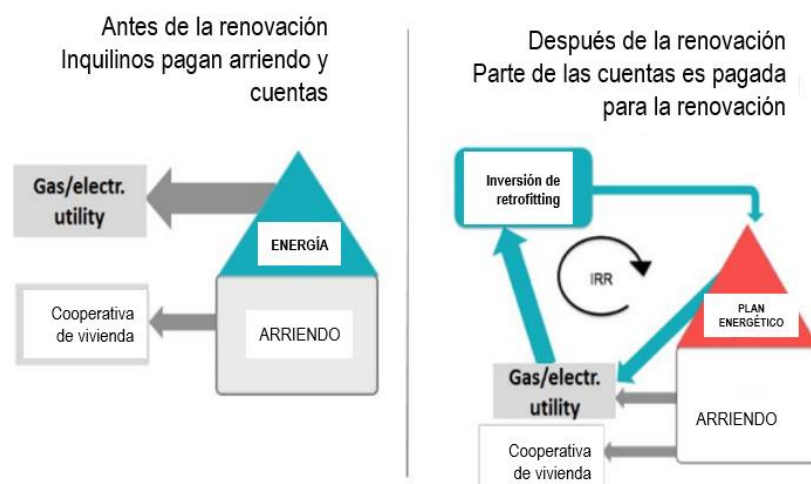 Antes de la renovación
Inquilinos pagan arriendo y
cuentas
Gas/electr.
utility
ENERGÍA
Cooperativa
de vivienda
ARRIENDO
Después de la renovación
Parte de las cuentas es pagada
para la renovación
Inversión de
retrofitting
IRR
PLAN
ENERGÉTICO
Gas/electr.
utility
ARRIENDO
Cooperativa
de vivienda